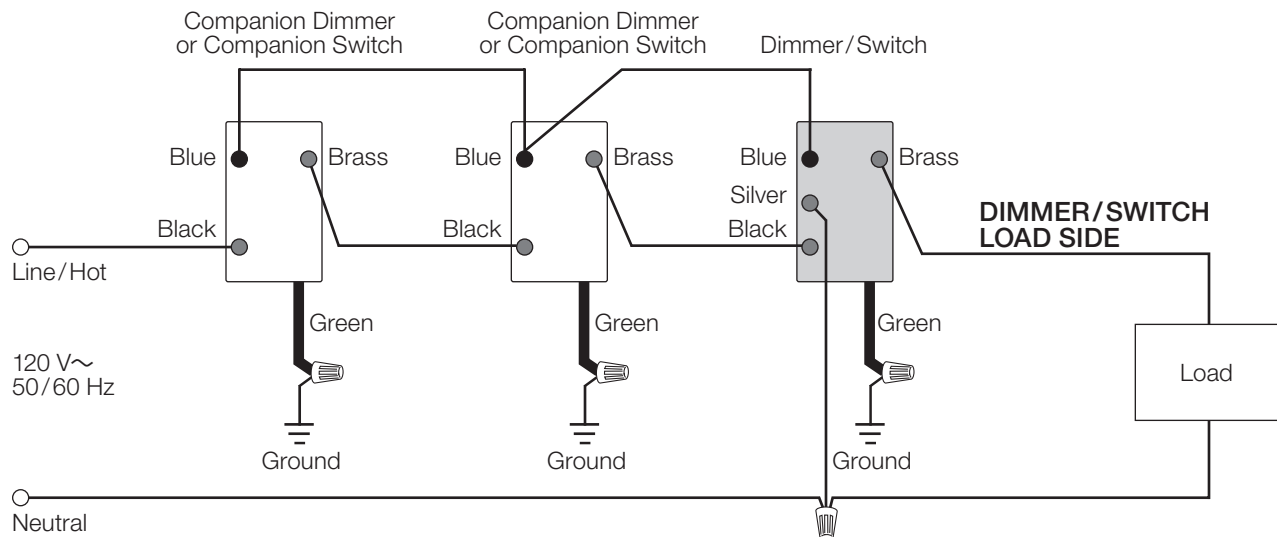 Companion Dimmer
or Companion Switch
Companion Dimmer
or Companion Switch
Dimmer/Switch
Blue
Brass
Blue
Brass
Blue
Brass
Silver
Black
Black
Black
DIMMER/SWITCH
LOAD SIDE
Line/Hot
Green
Green
Green
120 V~
50/60 Hz
Load
Ground
Ground
Ground
Neutral